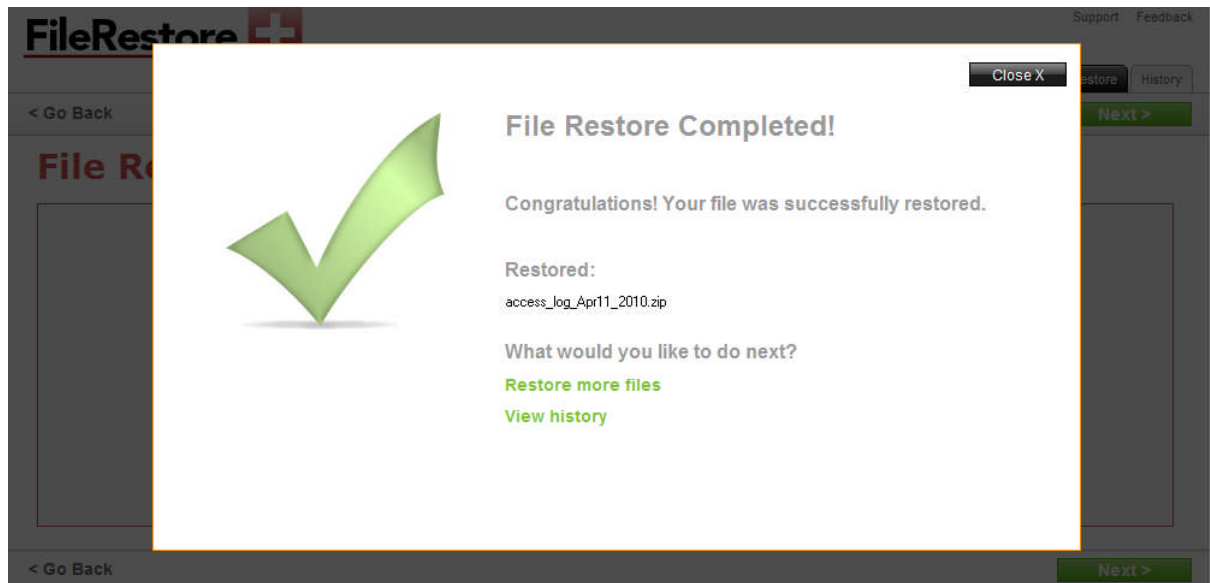 Support Feedback
FileRestore
Close X
estore History
< Go Back
Next >
File Restore Completed!
File Re
Congratulations! Your file was successfully restored.
Restored:
access_log_Apr11_2010.zip
What would you like to do next?
Restore more files
View history
< Go Back
Next >